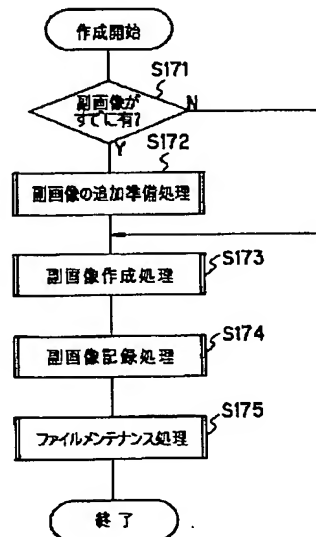 作成開始
S171
副画像が
すでに有?
N
Y
S172
副画像の追加準備処理
副画像作成処理
S173
副画像記録処理
S174
ファイルメンテナンス処理
S175
終了